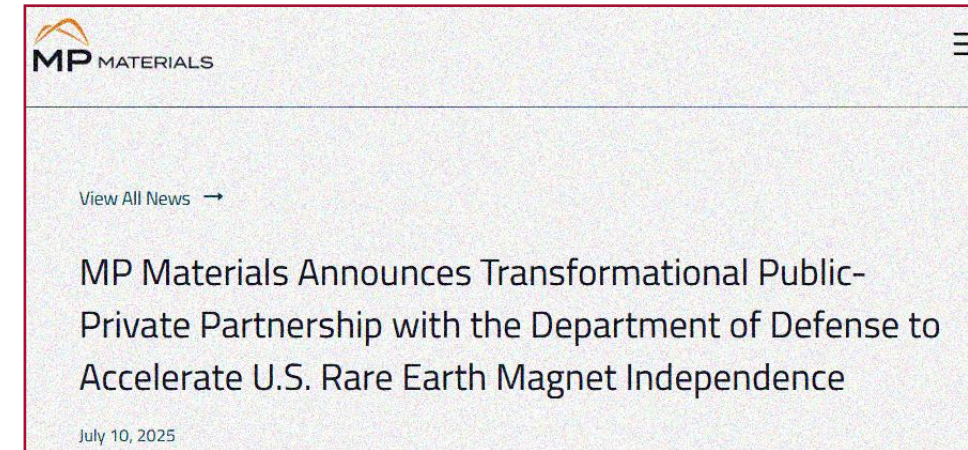 MP MATERIALS
View All News →
MP Materials Announces Transformational Public-
Private Partnership with the Department of Defense to
Accelerate U.S. Rare Earth Magnet Independence
July 10, 2025